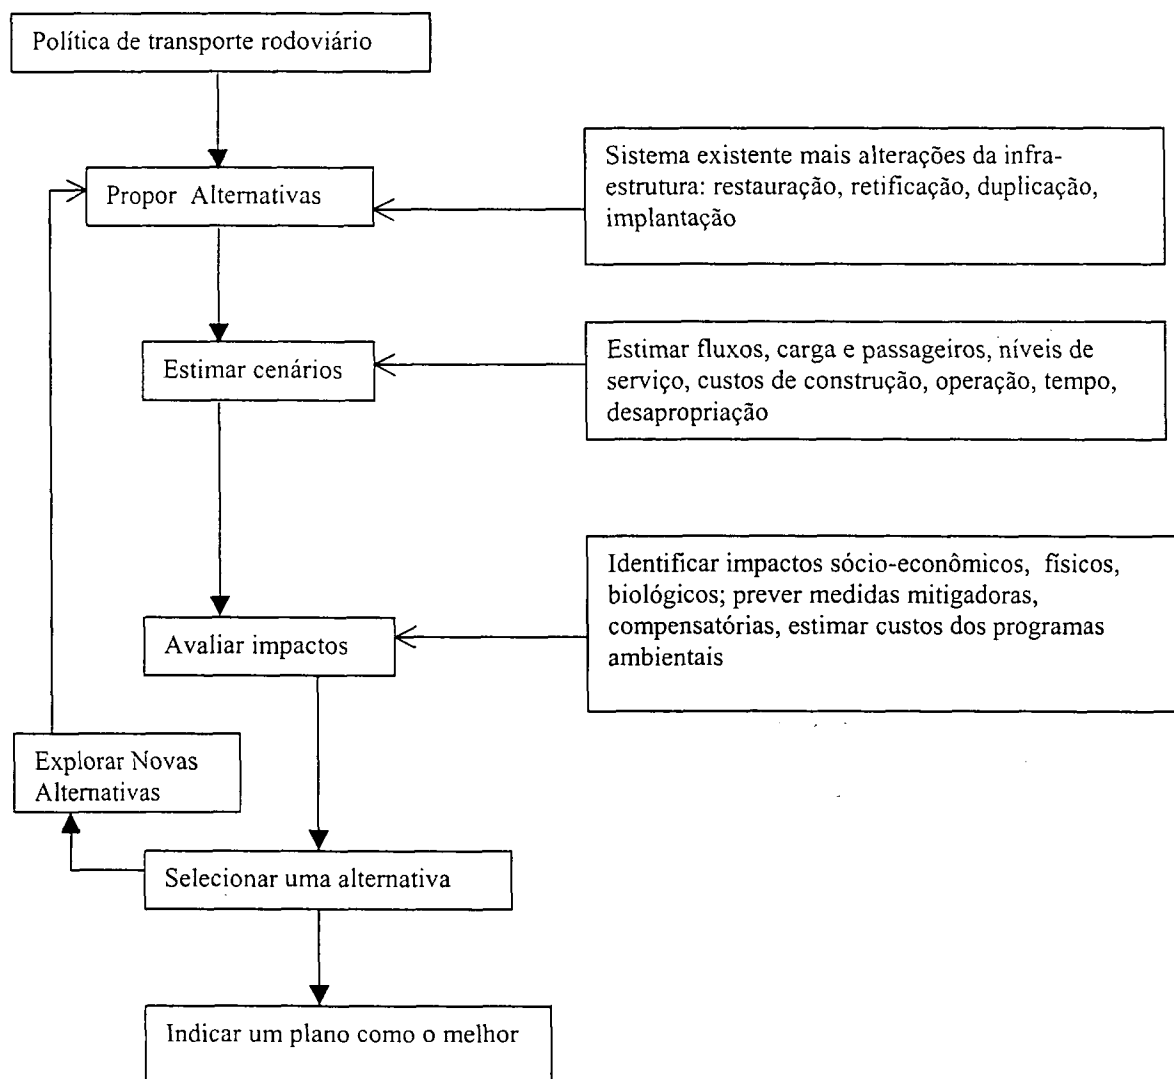 Política de transporte rodoviário
Propor Alternativas
Sistema existente mais alterações da infra-
estrutura: restauração, retificação, duplicação,
implantação
Estimar cenários
Estimar fluxos, carga e passageiros, níveis de
serviço, custos de construção, operação, tempo,
desapropriação
Avaliar impactos
Identificar impactos sócio-econômicos, físicos,
biológicos; prever medidas mitigadoras,
compensatórias, estimar custos dos programas
ambientais
Explorar Novas
Alternativas
Selecionar uma alternativa
Indicar um plano como o melhor